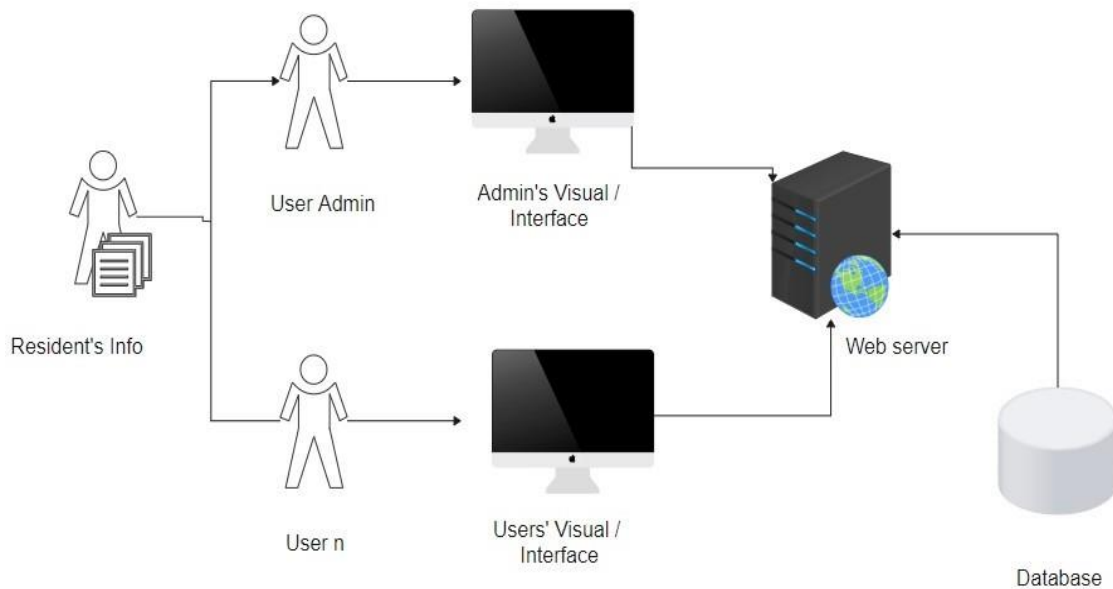 User Admin
Admin's Visual /
Interface
Resident's Info
Web server
User n
Users' Visual /
Interface
Database